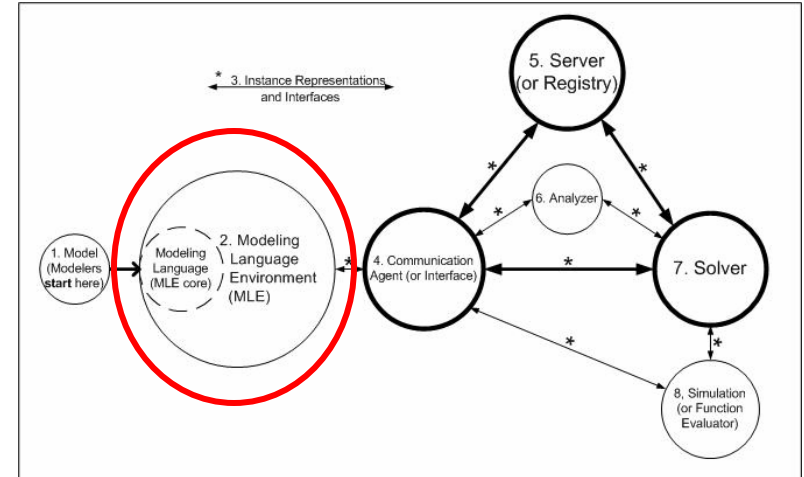 5. Server
(or Registry)
* 3. Instance Representations
and Interfaces
*
*
6. Analyzer
*
*
1. Model
(Modelers
start here)
Modeling
Language
(MLE core)
2. Modeling
Language
Environment
(MLE)
*
4. Communication
Agent (or Interface)
*
7. Solver
*
*
8, Simulation
(or Function
Evaluator)